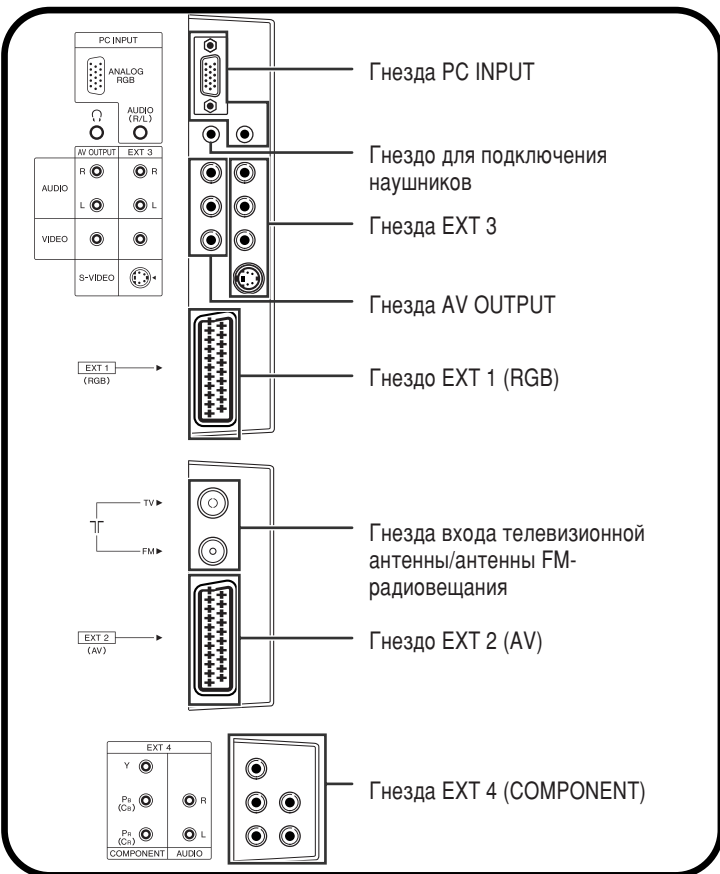 PC INPUT
ANALOG
RGB
AUDIO
(R/L)
AV OUTPUT EXT 3
R R
AUDIO
L L
VIDEO
S-VIDEO
EXT 1
(RGB)
TV
FM
EXT 2
(AV)
EXT 4
Y
PB
(CB)
R
PR
(CR)
L
COMPONENT AUDIO
Гнезда PC INPUT
Гнездо для подключения
наушников
Гнезда EXT 3
Гнезда AV OUTPUT
Гнездо EXT 1 (RGB)
Гнезда входа телевизионной
антенны/антенны FM-
радиовещания
Гнездо EXT 2 (AV)
Гнезда EXT 4 (COMPONENT)